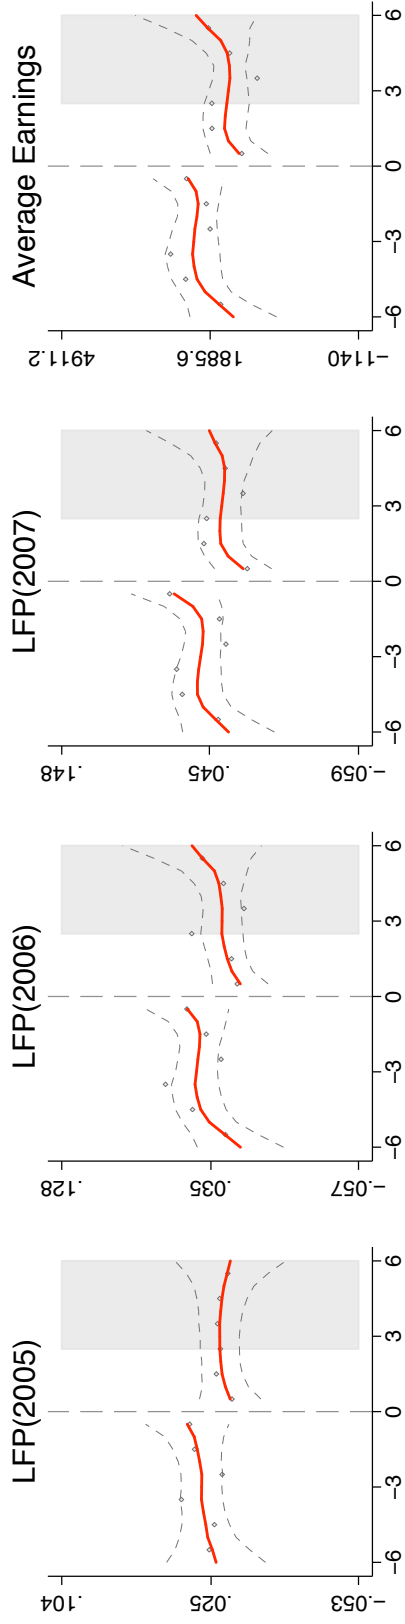 LFP(2005)
.104
.025
−.053
−6 −3 0 3 6
LFP(2006)
.128
.035
−.057
−6 −3 0 3 6
LFP(2007)
.148
.045
−.059
−6 −3 0 3 6
Average Earnings
4911.2
1885.6
−1140
−6 −3 0 3 6